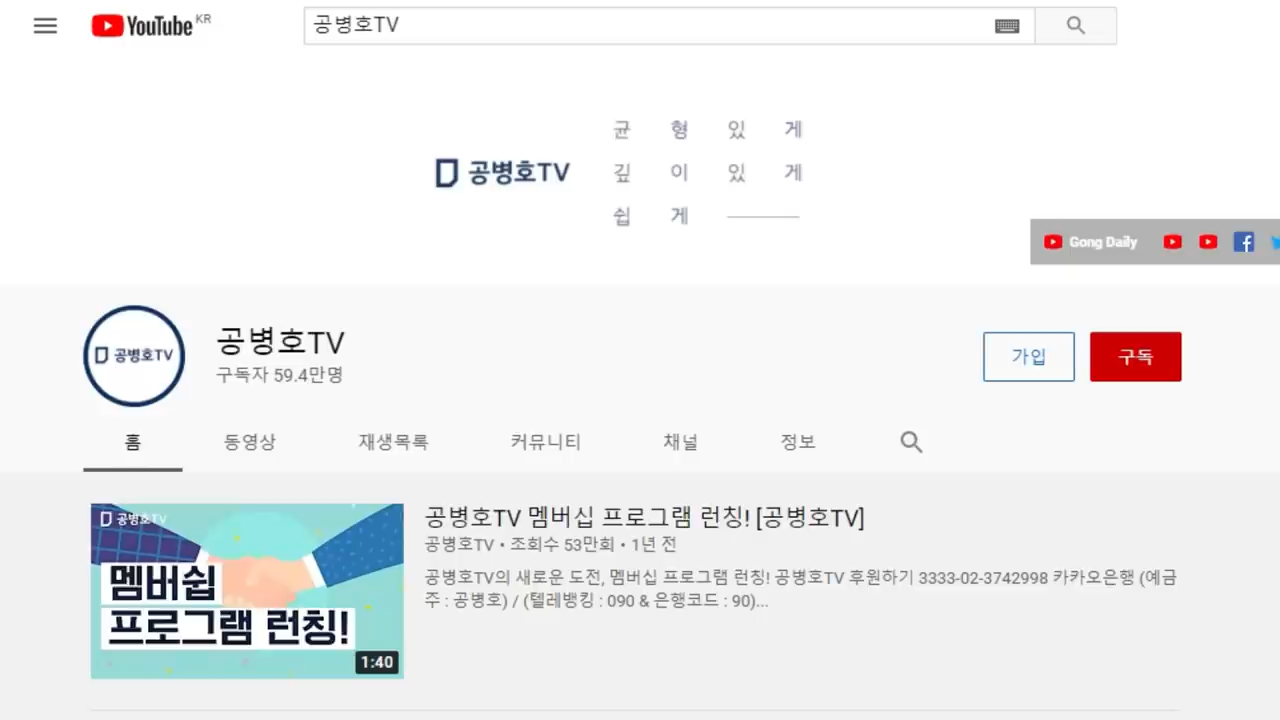 YouTube KR
공병호TV
균 형 있 게
공병호TV
깊 이 있 게
쉽 게
Gong Daily
공병호TV
공병호TV
구독자 59.4만명
가입
구독
홈
동영상
재생목록
커뮤니티
채널
정보
공병호TV
멤버쉽
프로그램 런칭!
1:40
공병호TV 멤버십 프로그램 런칭! [공병호TV]
공병호TV • 조회수 53만회 • 1년 전
공병호TV의 새로운 도전, 멤버십 프로그램 런칭! 공병호TV 후원하기 3333-02-3742998 카카오은행 (예금
주 : 공병호) / (텔레뱅킹 : 090 & 은행코드 : 90)...